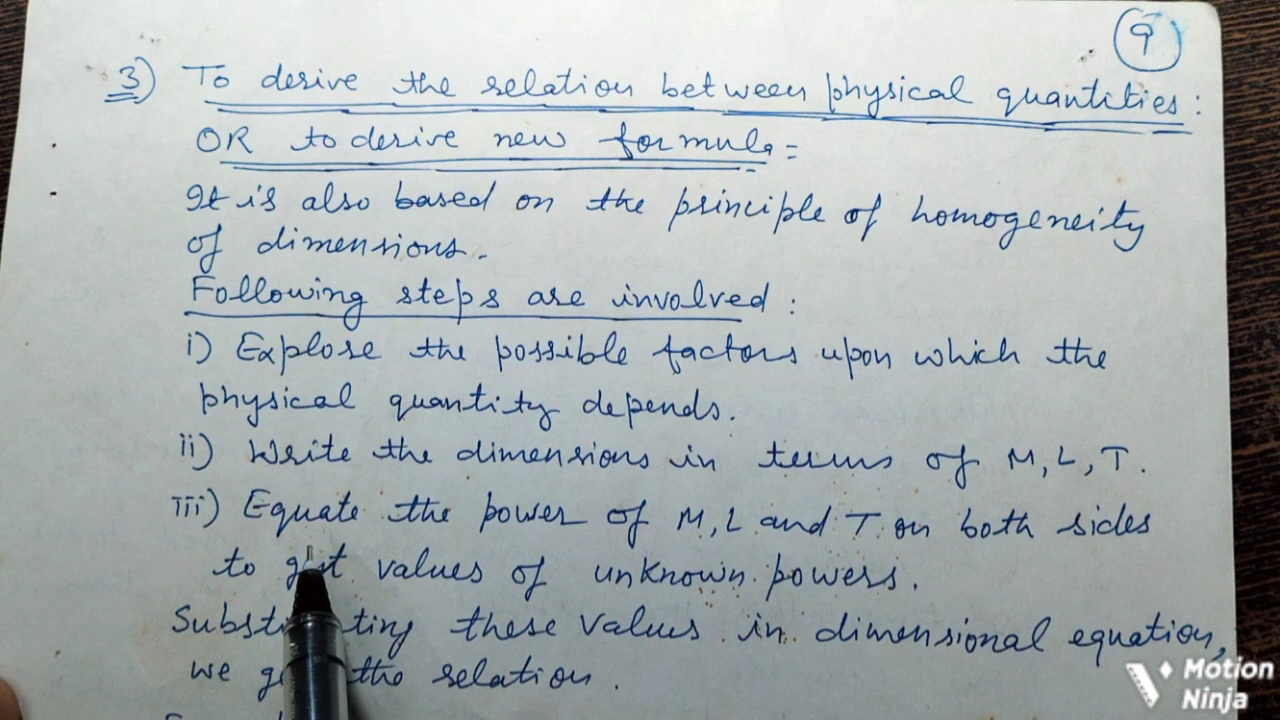 9
3) To derive the relation between physical quantities :
OR to derive new formula =
It is also based on the principle of homogeneity
of dimensions.
Following steps are involved :
i) Explore the possible factors upon which the
physical quantity depends.
ii) Write the dimensions in terms of M, L, T.
iii) Equate the power of M, L and T on both sides
to get values of unknown powers.
Substituting these values in dimensional equation,
we get the relation.
Motion
Ninja